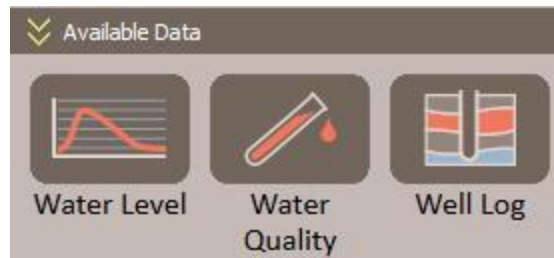 Available Data
Water Level
Water
Quality
Well Log